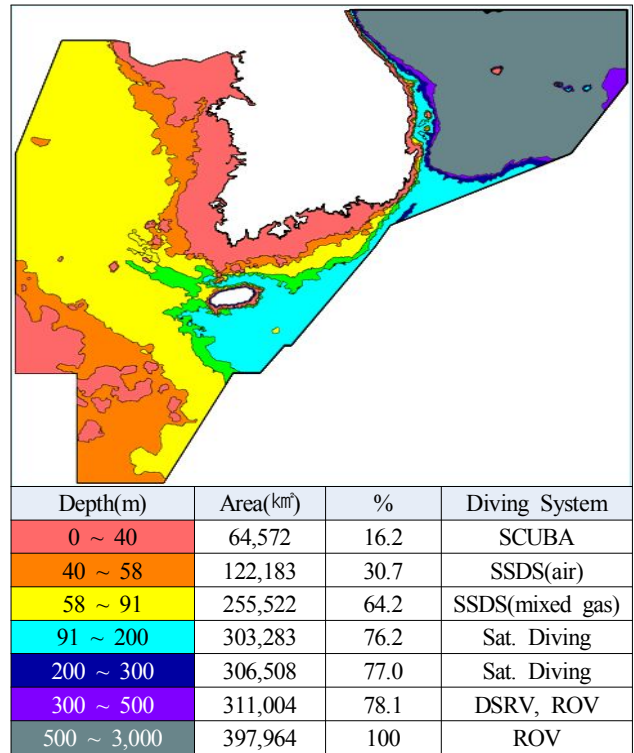 Depth(m) Area(㎢) % Diving System
0 ~ 40 64,572 16.2 SCUBA
40 ~ 58 122,183 30.7 SSDS(air)
58 ~ 91 255,522 64.2 SSDS(mixed gas)
91 ~ 200 303,283 76.2 Sat. Diving
200 ~ 300 306,508 77.0 Sat. Diving
300 ~ 500 311,004 78.1 DSRV, ROV
500 ~ 3,000 397,964 100 ROV